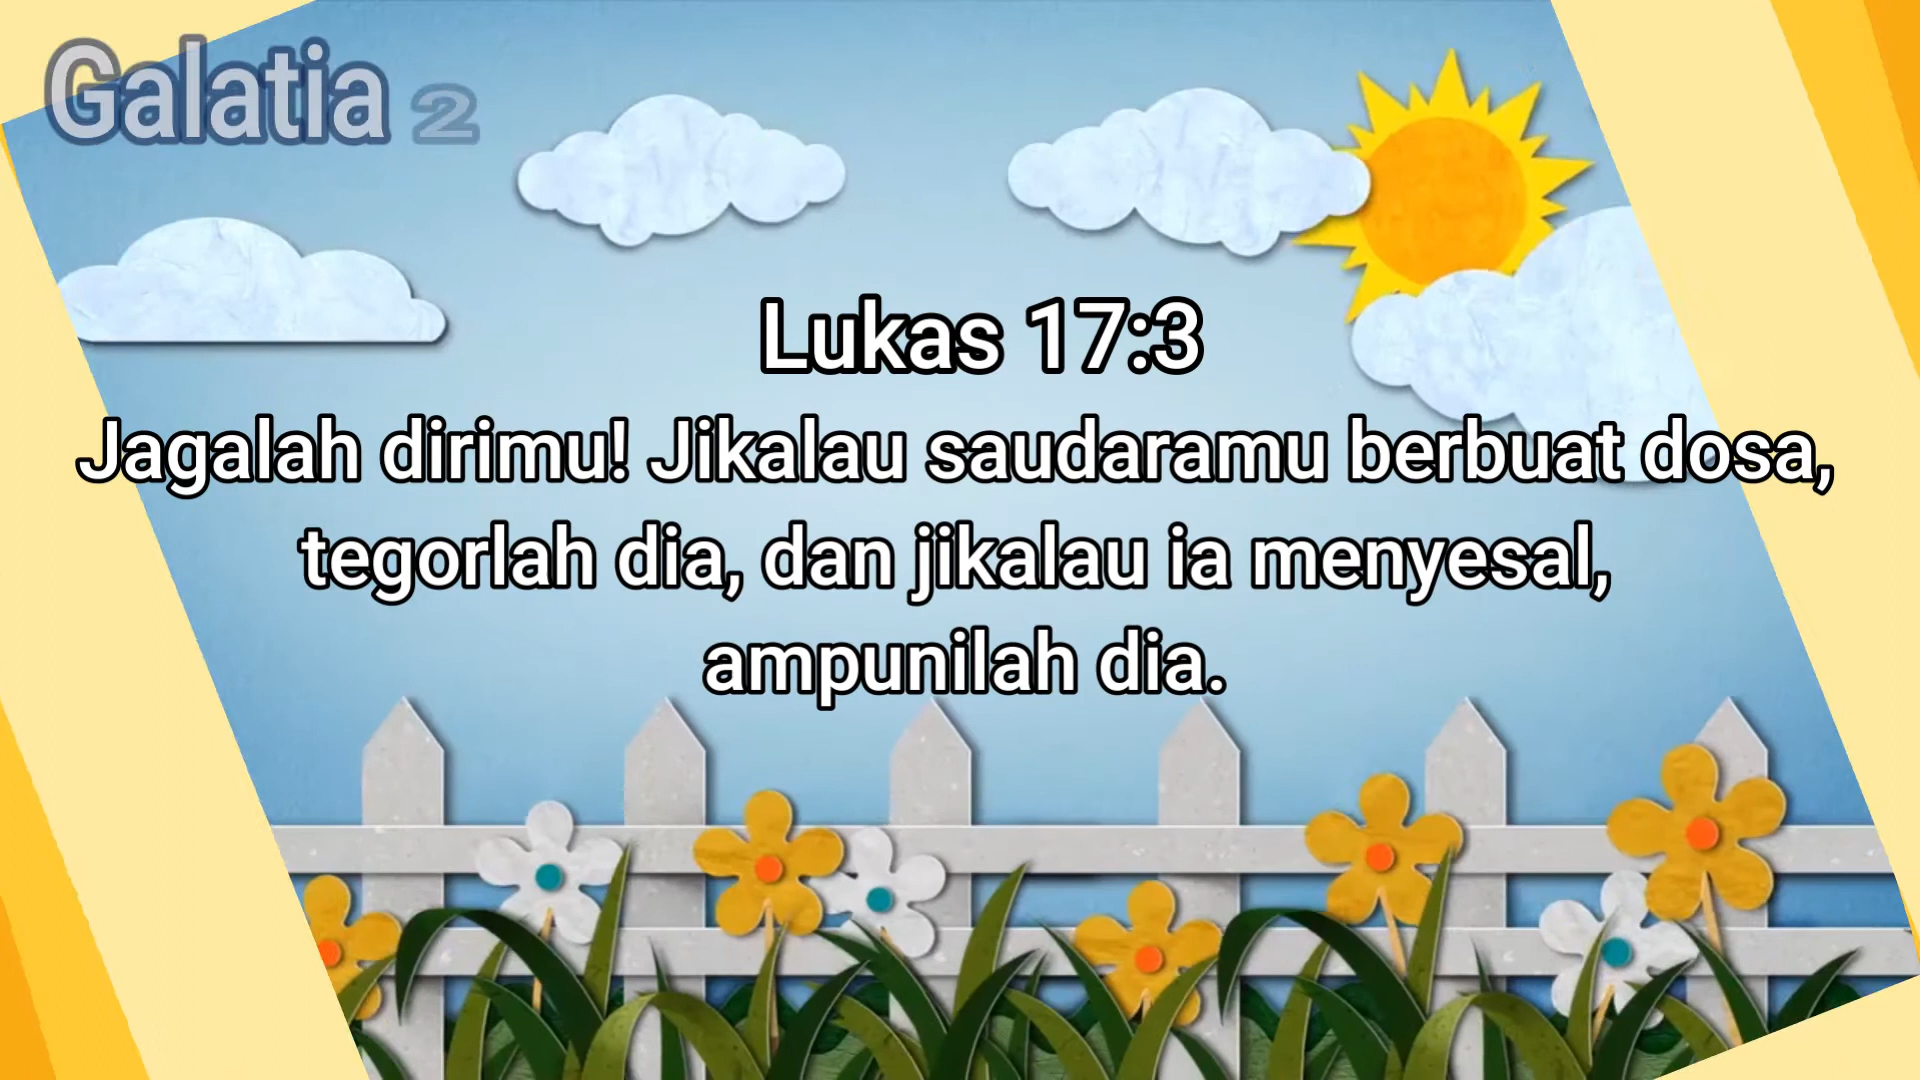 Galatia 2
Lukas 17:3
Jagalah dirimu! Jikalau saudaramu berbuat dosa,
tegorlah dia, dan jikalau ia menyesal,
ampunilah dia.